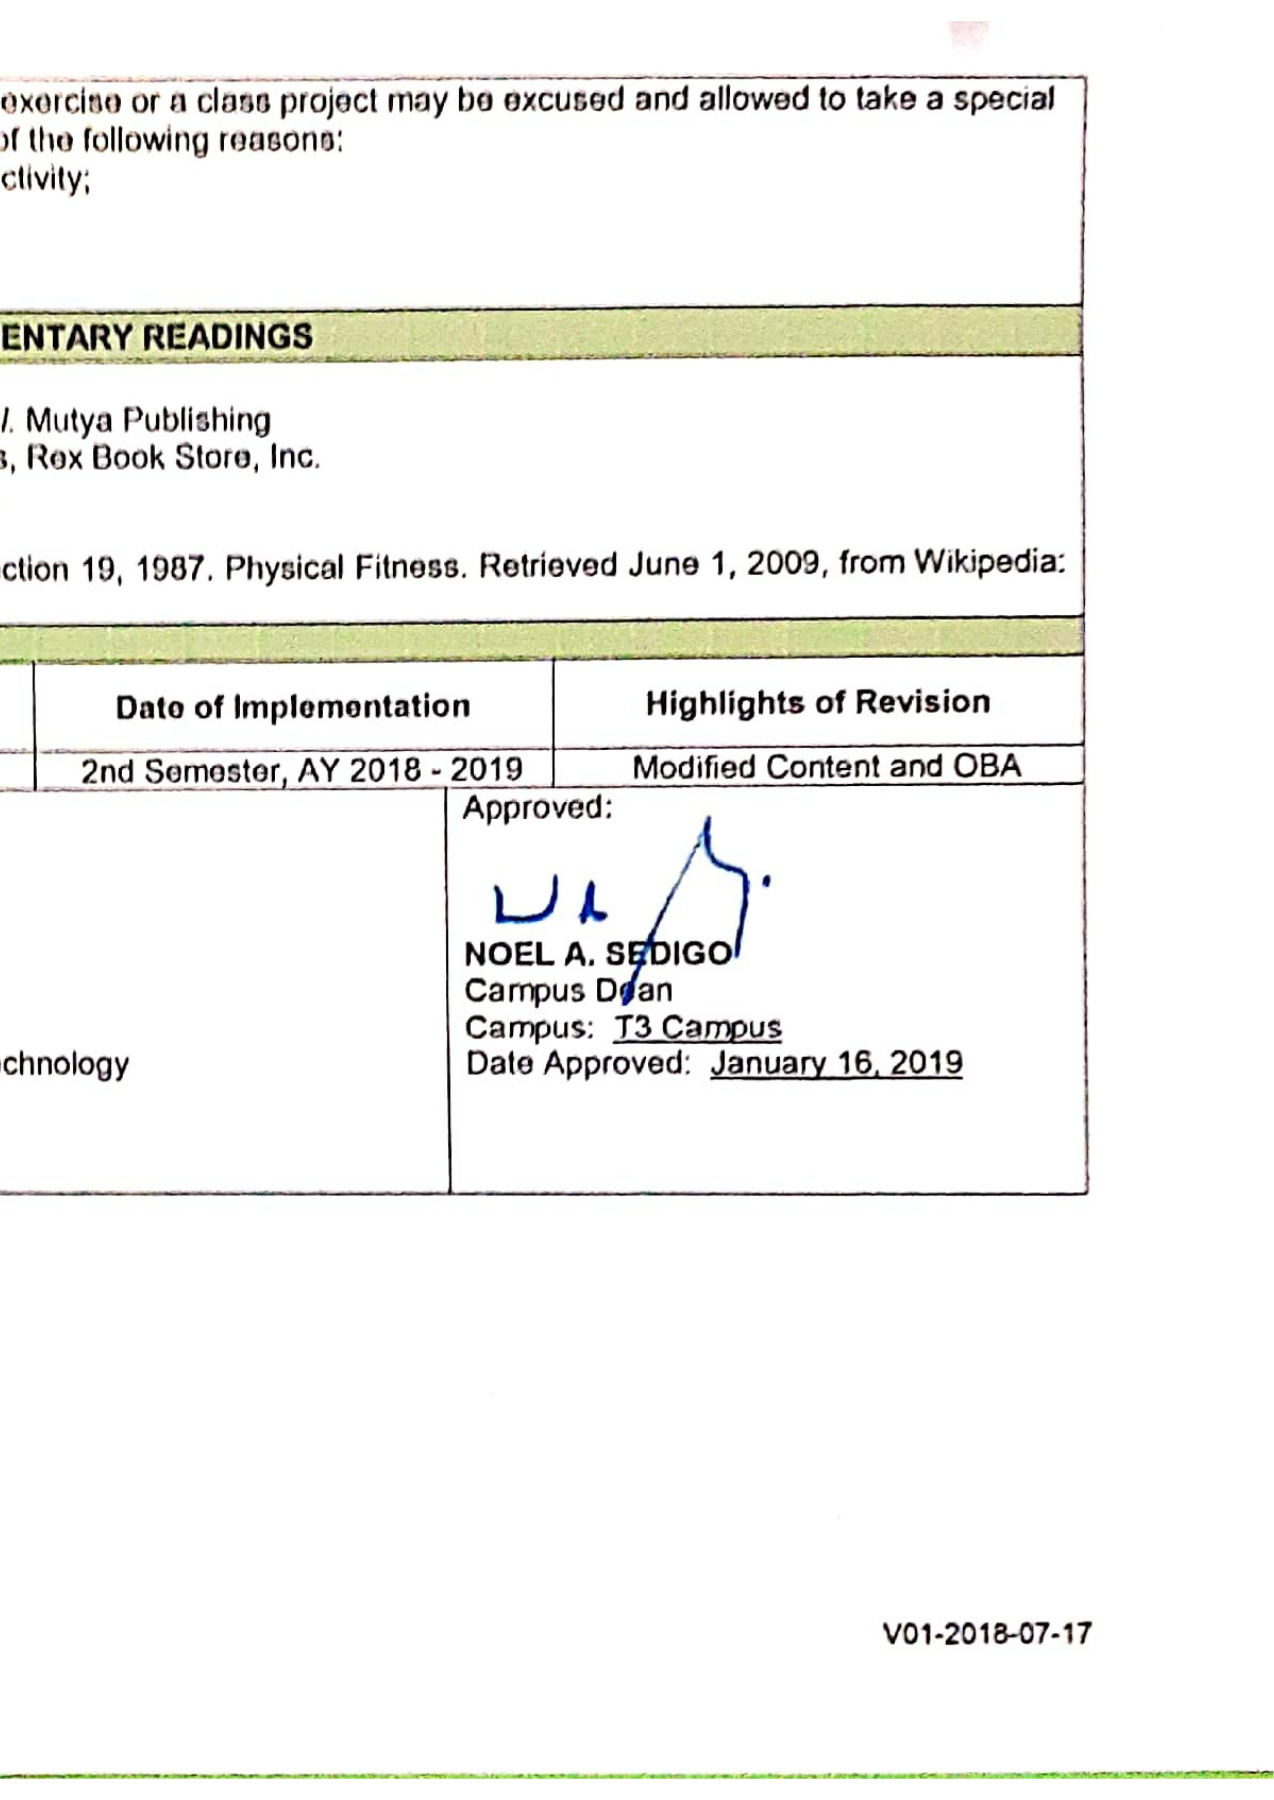 exercise or a class project may be excused and allowed to take a special
of the following reasons:
ctivity;
ENTARY READINGS
Mutya Publishing
s, Rex Book Store, Inc.
ction 19, 1987. Physical Fitness. Retrieved June 1, 2009, from Wikipedia:
Date of Implementation Highlights of Revision
2nd Semester, AY 2018 - 2019 Modified Content and OBA
Approved:
NOEL A. SEDIGO
Campus Dean
Campus: T3 Campus
chnology
Date Approved: January 16, 2019
V01-2018-07-17